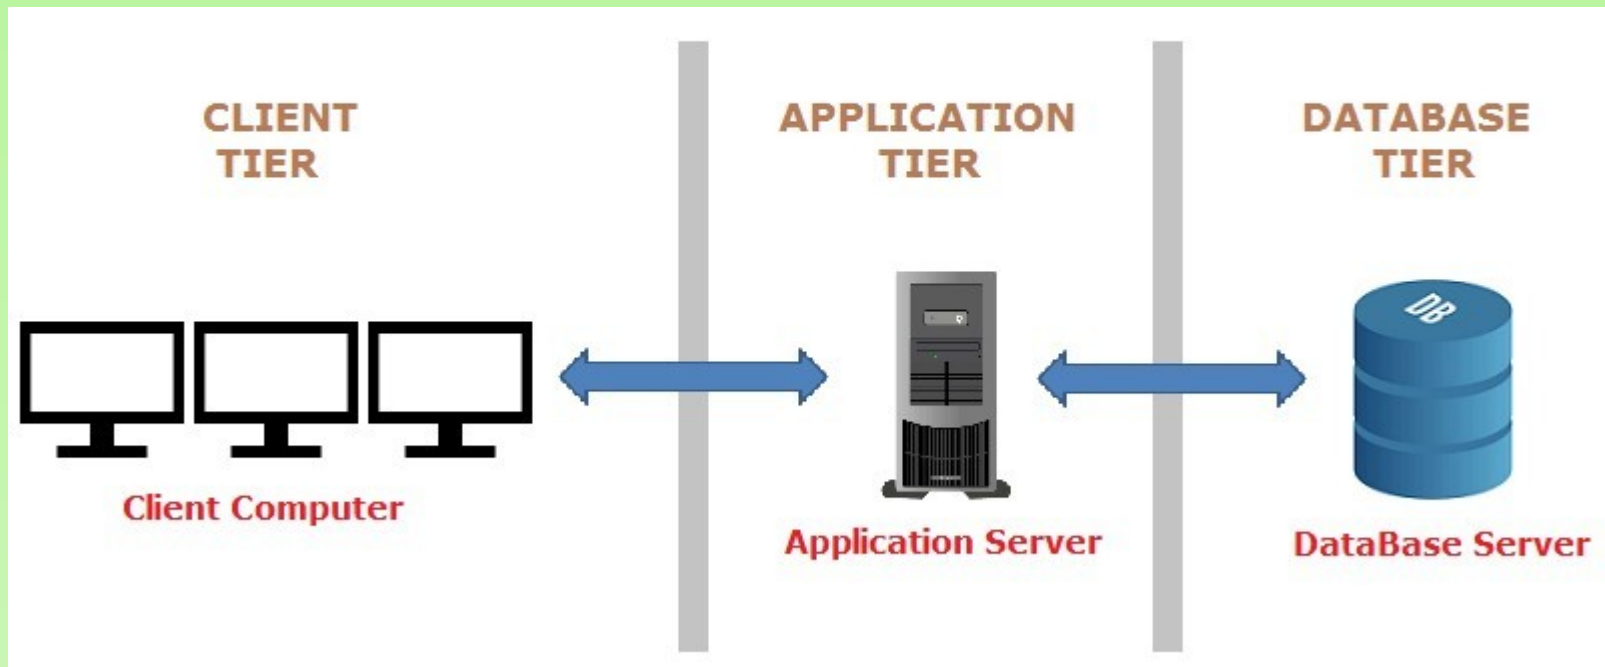 CLIENT
TIER
APPLICATION
TIER
DATABASE
TIER
DB
Client Computer
Application Server
DataBase Server